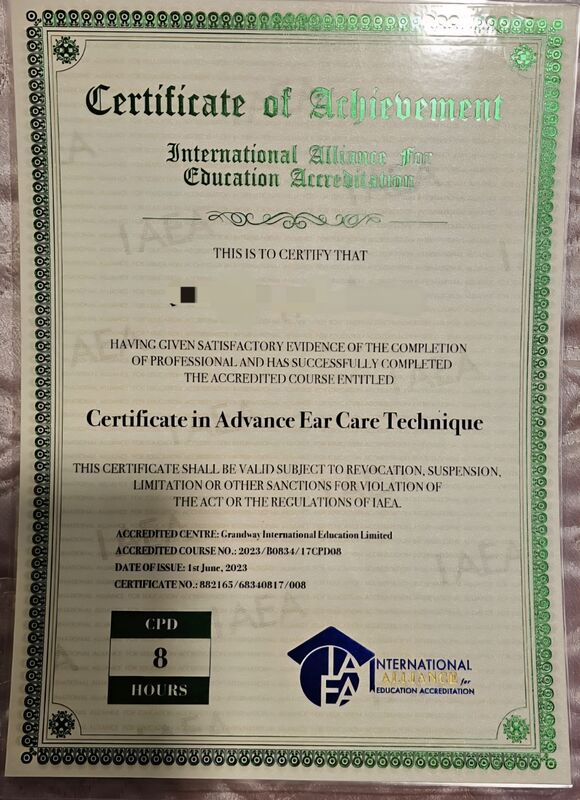 Certificate of Achievement
International Alliance For
Education Accreditation
THIS IS TO CERTIFY THAT
HAVING GIVEN SATISFACTORY EVIDENCE OF THE COMPLETION
OF PROFESSIONAL AND HAS SUCCESSFULLY COMPLETED
THE ACCREDITED COURSE ENTITLED
Certificate in Advance Ear Care Technique
THIS CERTIFICATE SHALL BE VALID SUBJECT TO REVOCATION, SUSPENSION,
LIMITATION OR OTHER SANCTIONS FOR VIOLATION OF
THE ACT OR THE REGULATIONS OF IAEA.
ACCREDITED CENTRE: Grandway International Education Limited
ACCREDITED COURSE NO.: 2023/B0834/17CPD08
DATE OF ISSUE: 1st June, 2023
CERTIFICATE NO.: 882165/68340817/008
CPD
8
HOURS
IAEA
INTERNATIONAL
ALLIANCE for
EDUCATION ACCREDITATION